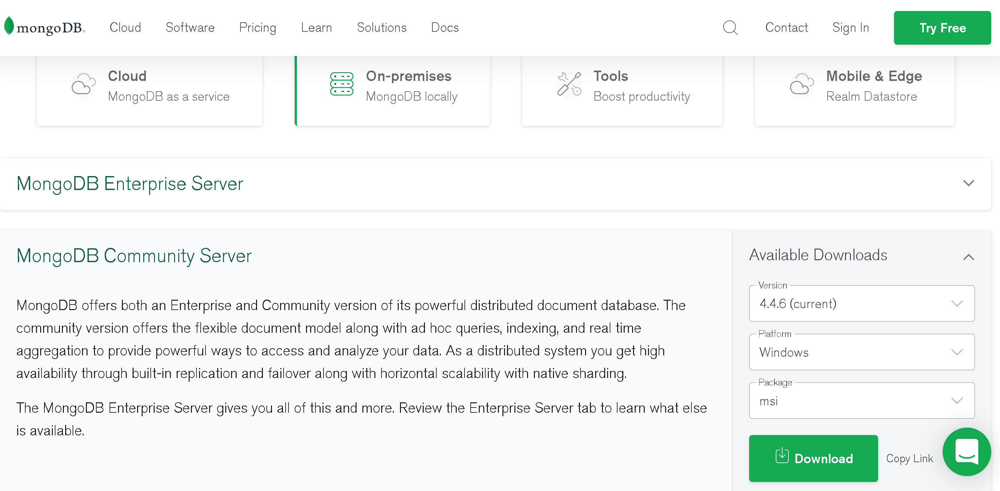 mongoDB®
Cloud
Software
Pricing
Learn
Solutions
Docs
Contact
Sign In
Try Free
Cloud
MongoDB as a service
On-premises
MongoDB locally
Tools
Boost productivity
Mobile & Edge
Realm Datastore
MongoDB Enterprise Server
MongoDB Community Server
MongoDB offers both an Enterprise and Community version of its powerful distributed document database. The
community version offers the flexible document model along with ad hoc queries, indexing, and real time
aggregation to provide powerful ways to access and analyze your data. As a distributed system you get high
availability through built-in replication and failover along with horizontal scalability with native sharding.
The MongoDB Enterprise Server gives you all of this and more. Review the Enterprise Server tab to learn what else
is available.
Available Downloads
Version
4.4.6 (current)
Platform
Windows
Package
msi
Download
Copy Link